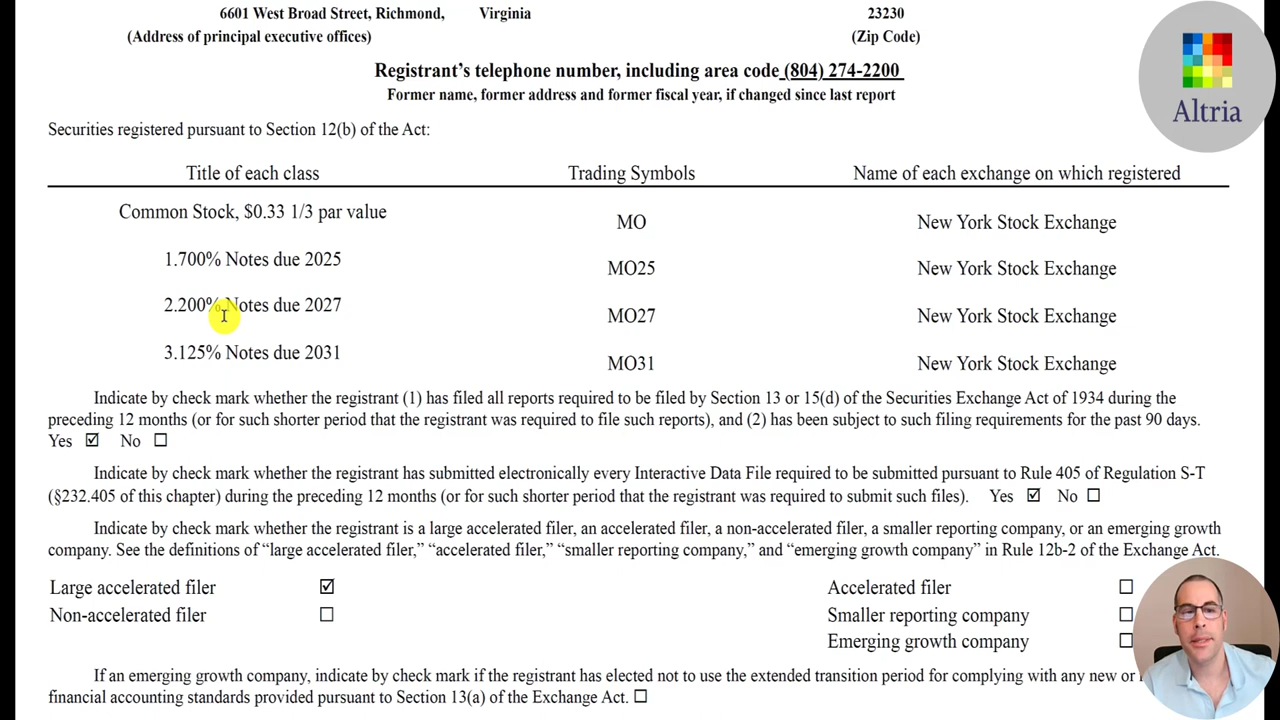 6601 West Broad Street, Richmond, Virginia 23230
(Address of principal executive offices) (Zip Code)
Registrant’s telephone number, including area code (804) 274-2200
Former name, former address and former fiscal year, if changed since last report
Altria
Securities registered pursuant to Section 12(b) of the Act:
Title of each class Trading Symbols Name of each exchange on which registered
Common Stock, $0.33 1/3 par value MO New York Stock Exchange
1.700% Notes due 2025 MO25 New York Stock Exchange
2.200% Notes due 2027 MO27 New York Stock Exchange
3.125% Notes due 2031 MO31 New York Stock Exchange
Indicate by check mark whether the registrant (1) has filed all reports required to be filed by Section 13 or 15(d) of the Securities Exchange Act of 1934 during the
preceding 12 months (or for such shorter period that the registrant was required to file such reports), and (2) has been subject to such filing requirements for the past 90 days.
Yes ☑ No ☐
Indicate by check mark whether the registrant has submitted electronically every Interactive Data File required to be submitted pursuant to Rule 405 of Regulation S-T
(§232.405 of this chapter) during the preceding 12 months (or for such shorter period that the registrant was required to submit such files). Yes ☑ No ☐
Indicate by check mark whether the registrant is a large accelerated filer, an accelerated filer, a non-accelerated filer, a smaller reporting company, or an emerging growth
company. See the definitions of “large accelerated filer,” “accelerated filer,” “smaller reporting company,” and “emerging growth company” in Rule 12b-2 of the Exchange Act.
Large accelerated filer ☑ Accelerated filer ☐
Non-accelerated filer ☐ Smaller reporting company ☐
Emerging growth company ☐
If an emerging growth company, indicate by check mark if the registrant has elected not to use the extended transition period for complying with any new or
financial accounting standards provided pursuant to Section 13(a) of the Exchange Act. ☐